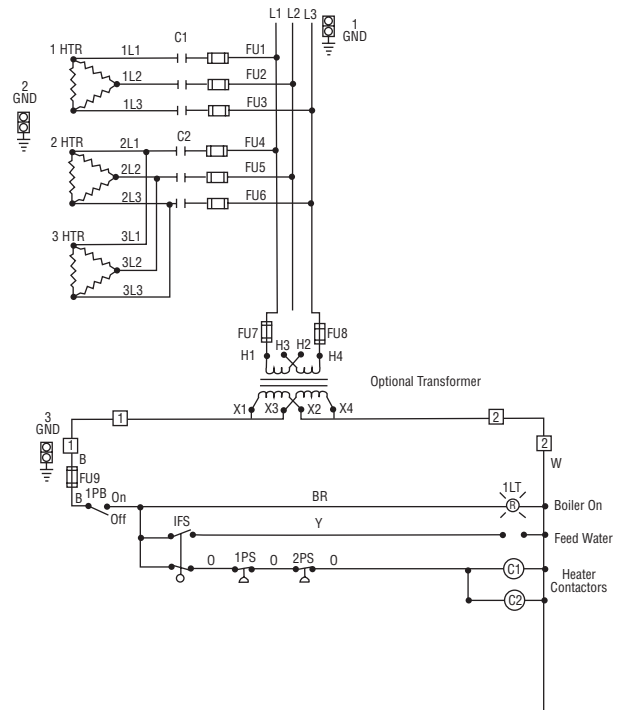 L1 L2 L3
1
GND
C1
1 HTR 1L1 FU1
1L2 FU2
1L3 FU3
2
GND
2 HTR 2L1 C2 FU4
2L2 FU5
2L3 FU6
3 HTR 3L1
3L2
3L3
FU7 FU8
H1 H3 H2 H4
Optional Transformer
X1 X3 X2 X4
1 2
3
GND
1 2
B W
FU9
B 1PB On BR 1LT R Boiler On
Off IFS Y Feed Water
O 1PS O 2PS O C1 Heater
Contactors
C2